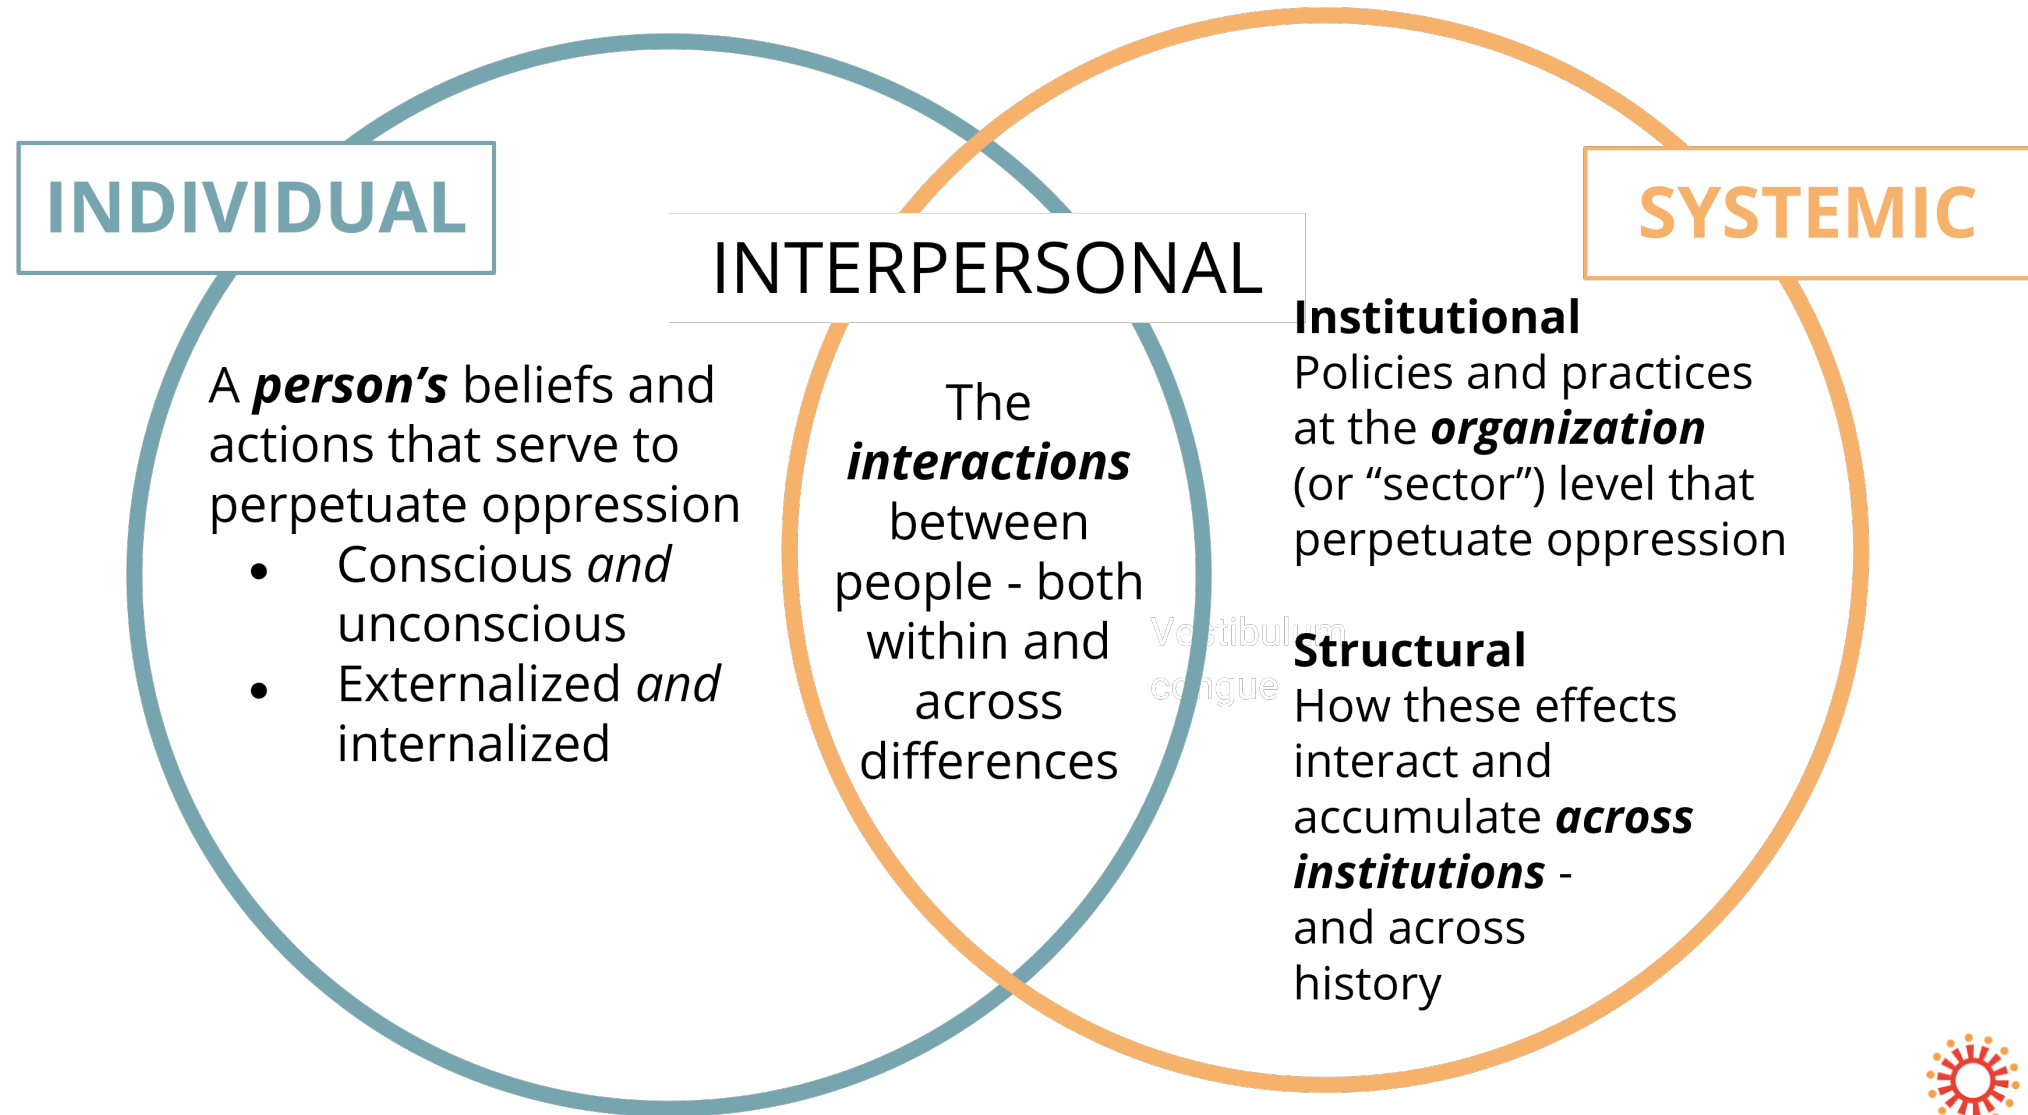 INDIVIDUAL
A person’s beliefs and
actions that serve to
perpetuate oppression
● Conscious and
unconscious
● Externalized and
internalized
INTERPERSONAL
The
interactions
between
people - both
within and
across
differences
Vestibulum
congue
SYSTEMIC
Institutional
Policies and practices
at the organization
(or “sector”) level that
perpetuate oppression
Structural
How these effects
interact and
accumulate across
institutions -
and across
history